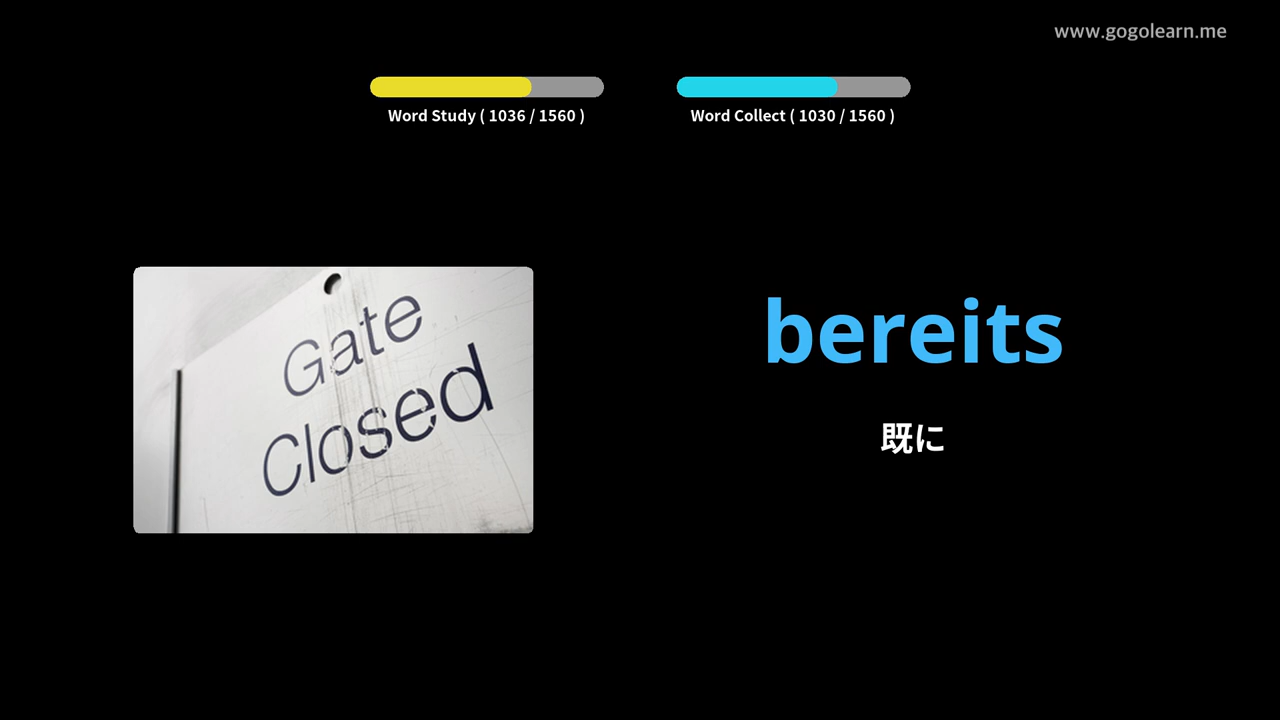 www.gogolearn.me
Word Study ( 1036 / 1560 )
Word Collect ( 1030 / 1560 )
Gate
Closed
bereits
既に